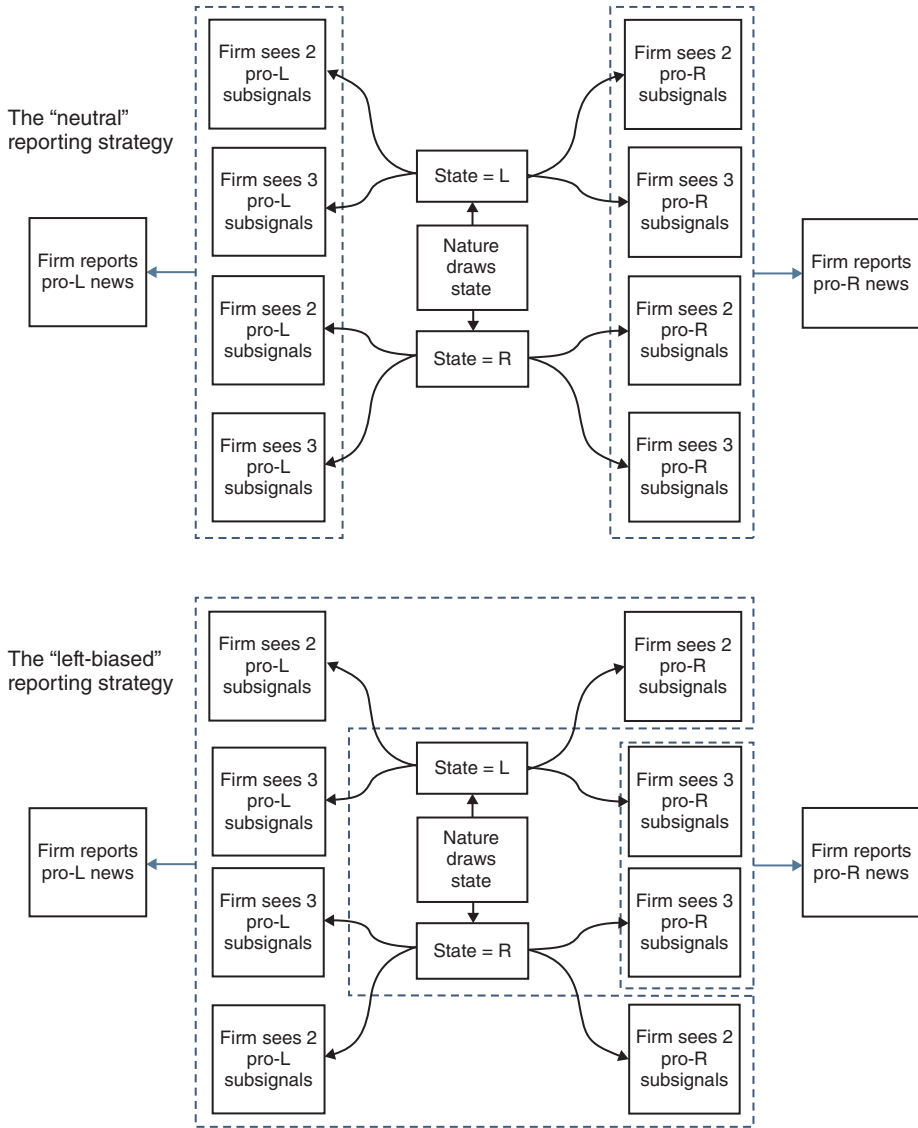 Firm sees 2
pro-L
subsignals
Firm sees 2
pro-R
subsignals
The “neutral”
reporting strategy
Firm sees 3
pro-L
subsignals
State = L
Firm sees 3
pro-R
subsignals
Firm reports
pro-L news
Nature
draws
state
Firm reports
pro-R news
Firm sees 2
pro-L
subsignals
State = R
Firm sees 2
pro-R
subsignals
Firm sees 3
pro-L
subsignals
Firm sees 3
pro-R
subsignals
The “left-biased”
reporting strategy
Firm sees 2
pro-L
subsignals
Firm sees 2
pro-R
subsignals
Firm sees 3
pro-L
subsignals
State = L
Firm sees 3
pro-R
subsignals
Firm reports
pro-L news
Nature
draws
state
Firm reports
pro-R news
Firm sees 3
pro-L
subsignals
State = R
Firm sees 3
pro-R
subsignals
Firm sees 2
pro-L
subsignals
Firm sees 2
pro-R
subsignals